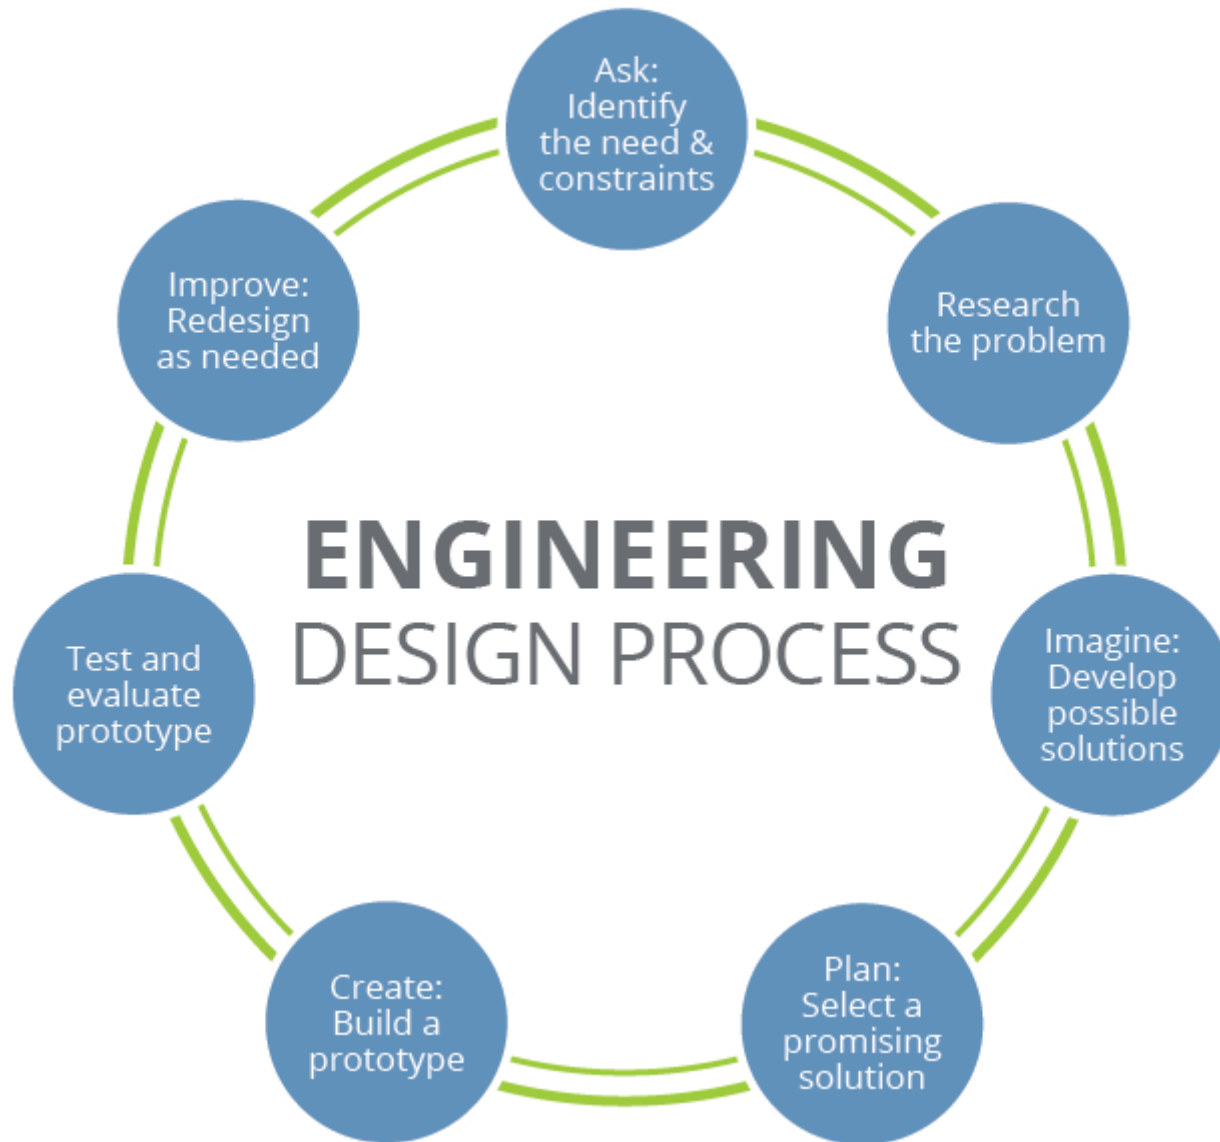 Ask:
Identify
the need &
constraints
Research
the problem
Imagine:
Develop
possible
solutions
Plan:
Select a
promising
solution
Create:
Build a
prototype
Test and
evaluate
prototype
Improve:
Redesign
as needed
ENGINEERING
DESIGN PROCESS